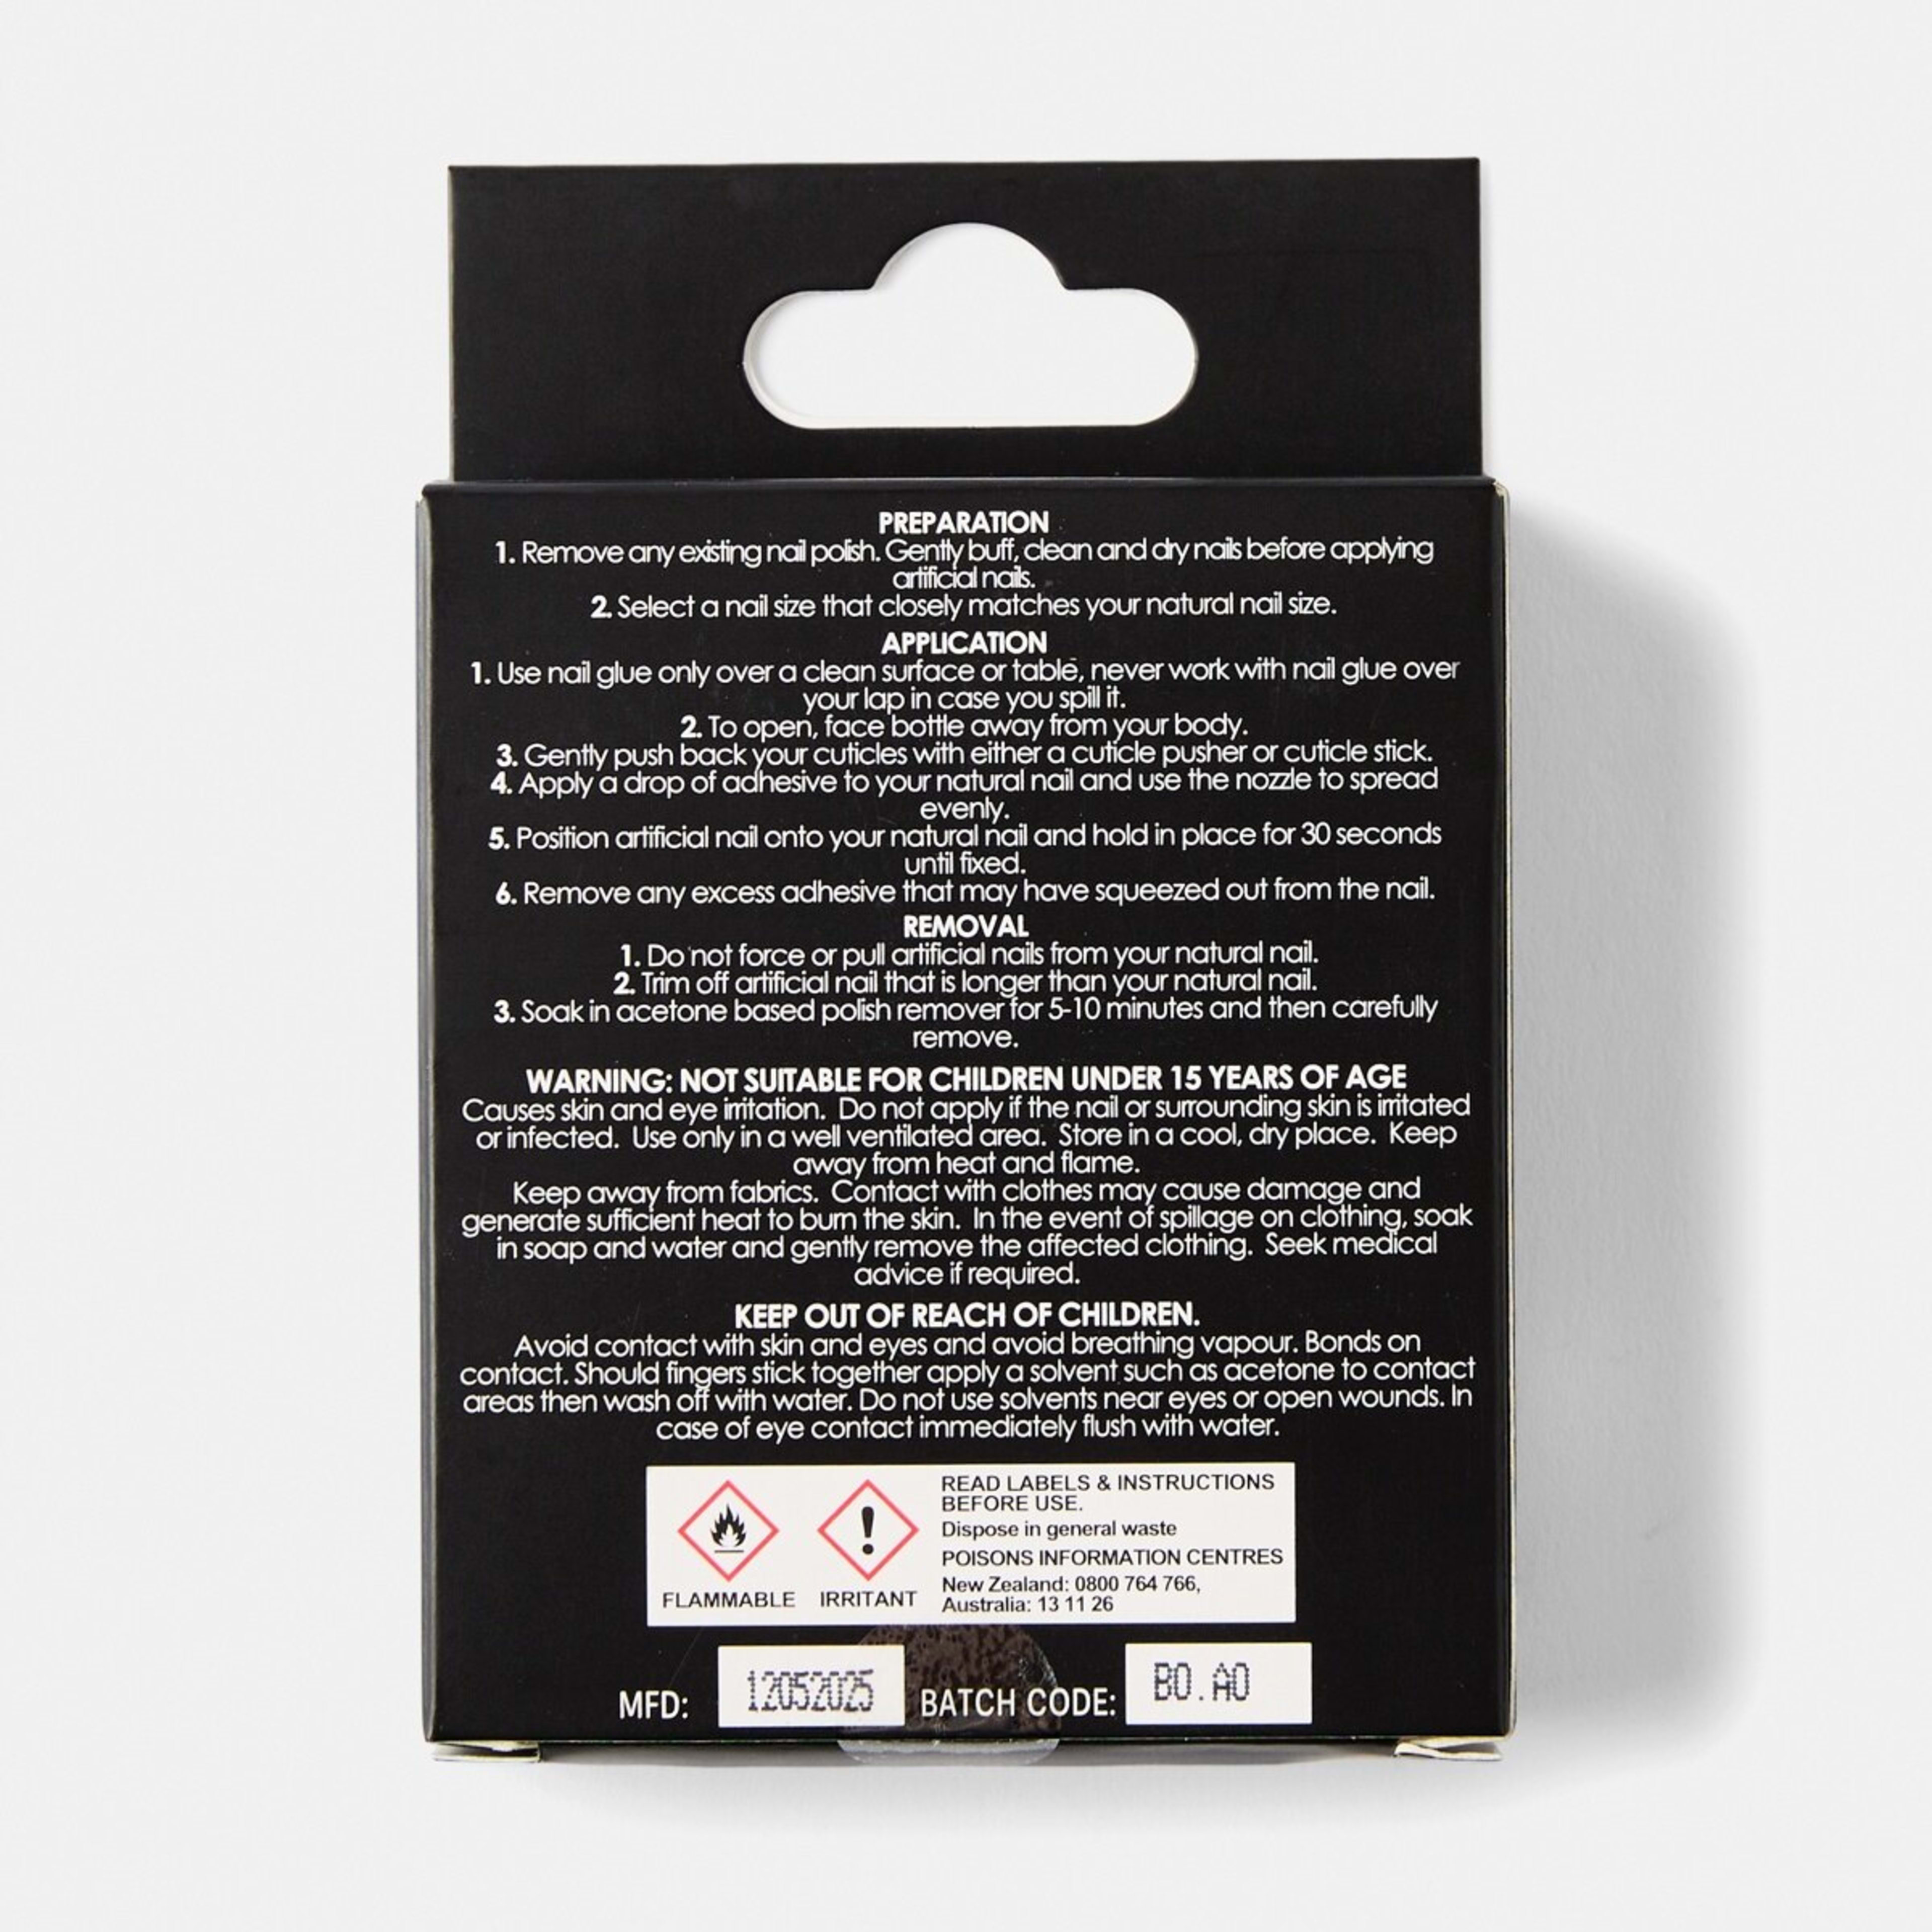 PREPARATION
1. Remove any existing nail polish. Gently buff, clean and dry nails before applying
artificial nails.
2. Select a nail size that closely matches your natural nail size.
APPLICATION
1. Use nail glue only over a clean surface or table, never work with nail glue over
your lap in case you spill it.
2. To open, face bottle away from your body.
3. Gently push back your cuticles with either a cuticle pusher or cuticle stick.
4. Apply a drop of adhesive to your natural nail and use the nozzle to spread
evenly.
5. Position artificial nail onto your natural nail and hold in place for 30 seconds
until fixed.
6. Remove any excess adhesive that may have squeezed out from the nail.
REMOVAL
1. Do not force or pull artificial nails from your natural nail.
2. Trim off artificial nail that is longer than your natural nail.
3. Soak in acetone based polish remover for 5-10 minutes and then carefully
remove.
WARNING: NOT SUITABLE FOR CHILDREN UNDER 15 YEARS OF AGE
Causes skin and eye irritation. Do not apply if the nail or surrounding skin is irritated
or infected. Use only in a well ventilated area. Store in a cool, dry place. Keep
away from heat and flame.
Keep away from fabrics. Contact with clothes may cause damage and
generate sufficient heat to burn the skin. In the event of spillage on clothing, soak
in soap and water and gently remove the affected clothing. Seek medical
advice if required.
KEEP OUT OF REACH OF CHILDREN.
Avoid contact with skin and eyes and avoid breathing vapour. Bonds on
contact. Should fingers stick together apply a solvent such as acetone to contact
areas then wash off with water. Do not use solvents near eyes or open wounds. In
case of eye contact immediately flush with water.
FLAMMABLE IRRITANT
READ LABELS & INSTRUCTIONS
BEFORE USE.
Dispose in general waste
POISONS INFORMATION CENTRES
New Zealand: 0800 764 766,
Australia: 13 11 26
MFD: 12052025 BATCH CODE: BO.AO